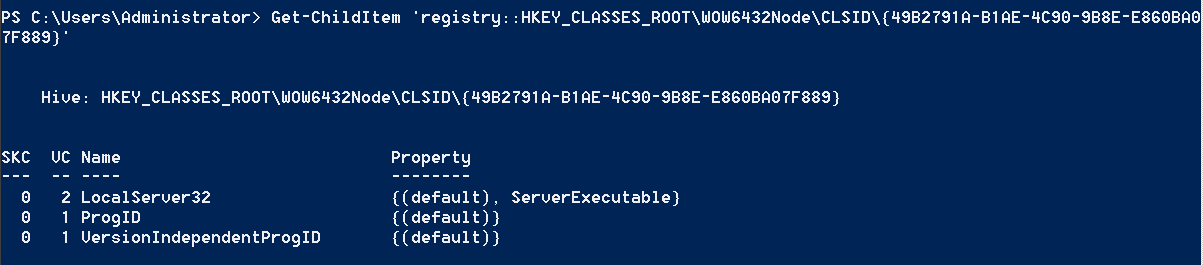 PS C:\Users\Administrator> Get-ChildItem 'registry::HKEY_CLASSES_ROOT\WOW6432Node\CLSID\{49B2791A-B1AE-4C90-9B8E-E860BA0
7F889}'
Hive: HKEY_CLASSES_ROOT\WOW6432Node\CLSID\{49B2791A-B1AE-4C90-9B8E-E860BA07F889}
SKC  VC Name                           Property
---  -- ----                           --------
  0   2 LocalServer32                  {(default), ServerExecutable}
  0   1 ProgID                         {(default)}
  0   1 VersionIndependentProgID       {(default)}